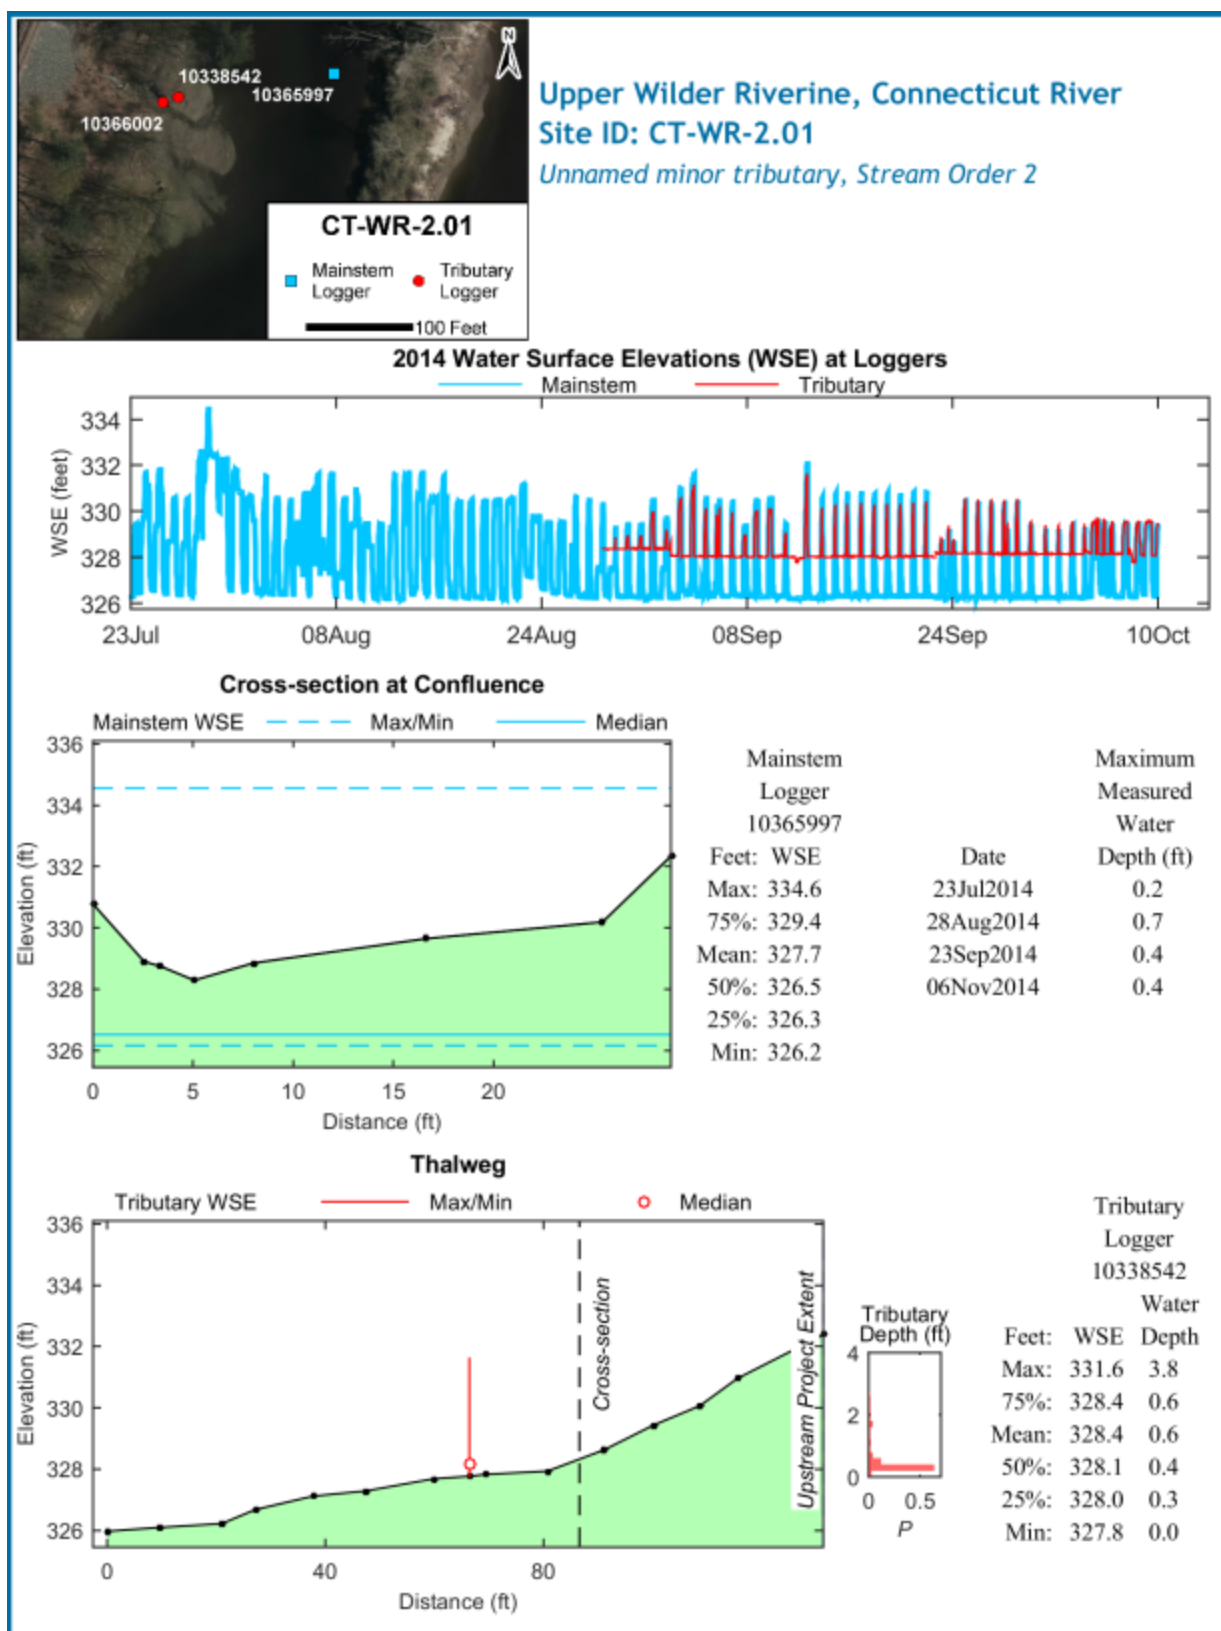 N
10338542
10365997
10366002
CT-WR-2.01
Mainstem Logger
Tributary Logger
100 Feet
Upper Wilder Riverine, Connecticut River
Site ID: CT-WR-2.01
Unnamed minor tributary, Stream Order 2
2014 Water Surface Elevations (WSE) at Loggers
Mainstem Tributary
WSE (feet)
334
332
330
328
326
23Jul 08Aug 24Aug 08Sep 24Sep 10Oct
Cross-section at Confluence
Mainstem WSE Max/Min Median
Elevation (ft)
336
334
332
330
328
326
0 5 10 15 20
Distance (ft)
Mainstem Logger 10365997
Feet: WSE
Max: 334.6
75%: 329.4
Mean: 327.7
50%: 326.5
25%: 326.3
Min: 326.2
Maximum Measured Water
Date Depth (ft)
23Jul2014 0.2
28Aug2014 0.7
23Sep2014 0.4
06Nov2014 0.4
Thalweg
Tributary WSE Max/Min Median
Elevation (ft)
336
334
332
330
328
326
0 40 80
Distance (ft)
Cross-section
Upstream Project Extent
Tributary
Depth (ft)
4
2
0
0 0.5
P
Tributary
Logger
10338542
Water
Feet: WSE Depth
Max: 331.6 3.8
75%: 328.4 0.6
Mean: 328.4 0.6
50%: 328.1 0.4
25%: 328.0 0.3
Min: 327.8 0.0